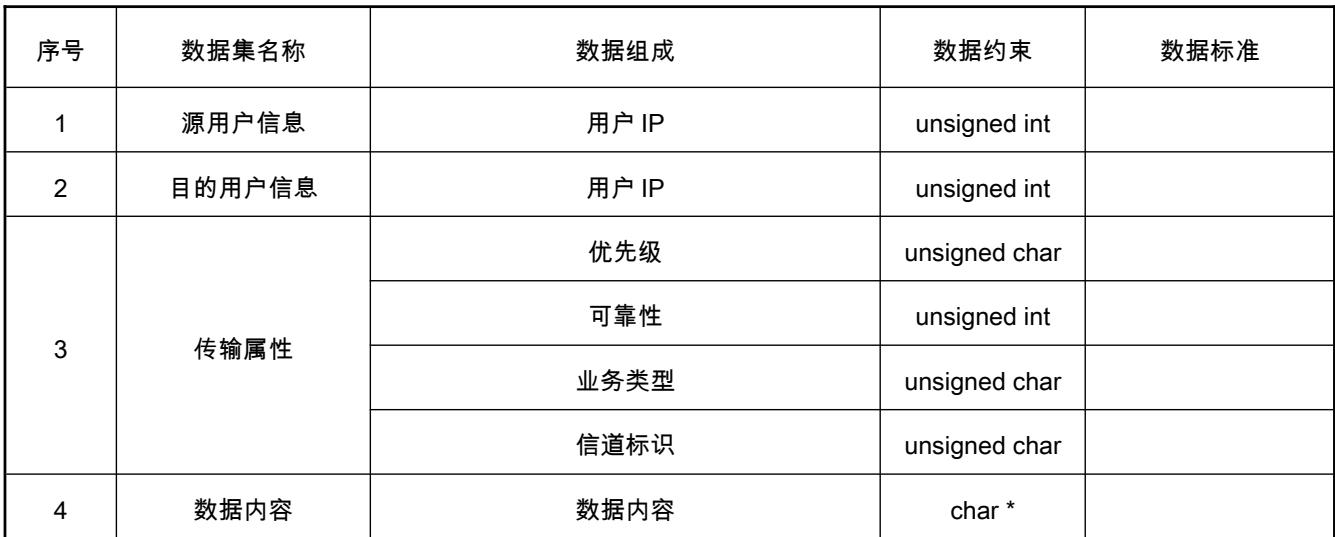 序号 数据集名称 数据组成 数据约束 数据标准
1 源用户信息 用户 IP unsigned int
2 目的用户信息 用户 IP unsigned int
3 传输属性 优先级 unsigned char
可靠性 unsigned int
业务类型 unsigned char
信道标识 unsigned char
4 数据内容 数据内容 char *